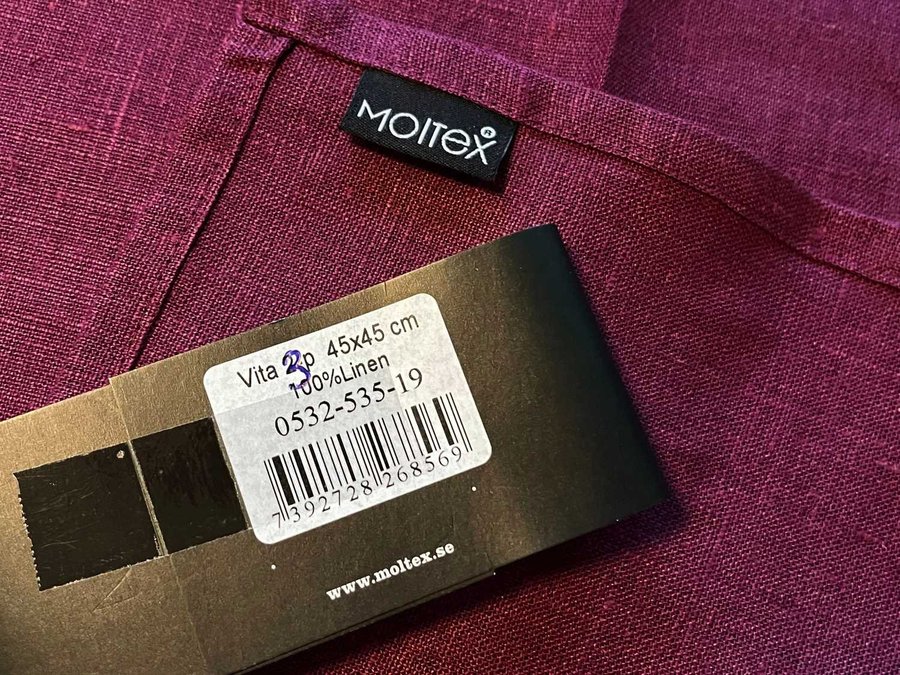 MOlTeX®
Vita 3p 45x45 cm
100%Linen
0532-535-19
7392728268569
www.moltex.se